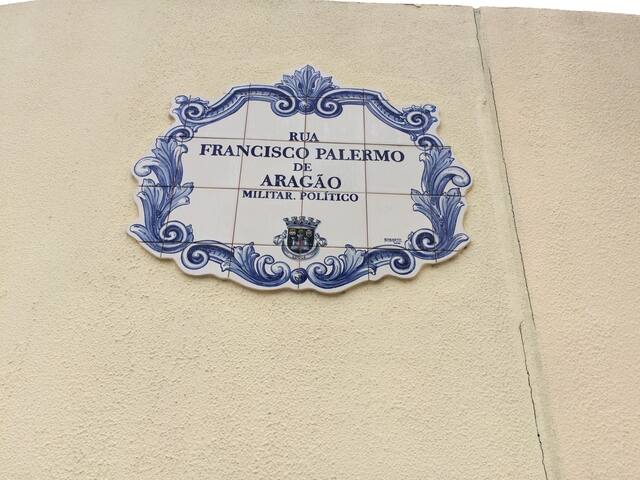 RUA
FRANCISCO PALERMO
DE
ARAGÃO
MILITAR. POLÍTICO